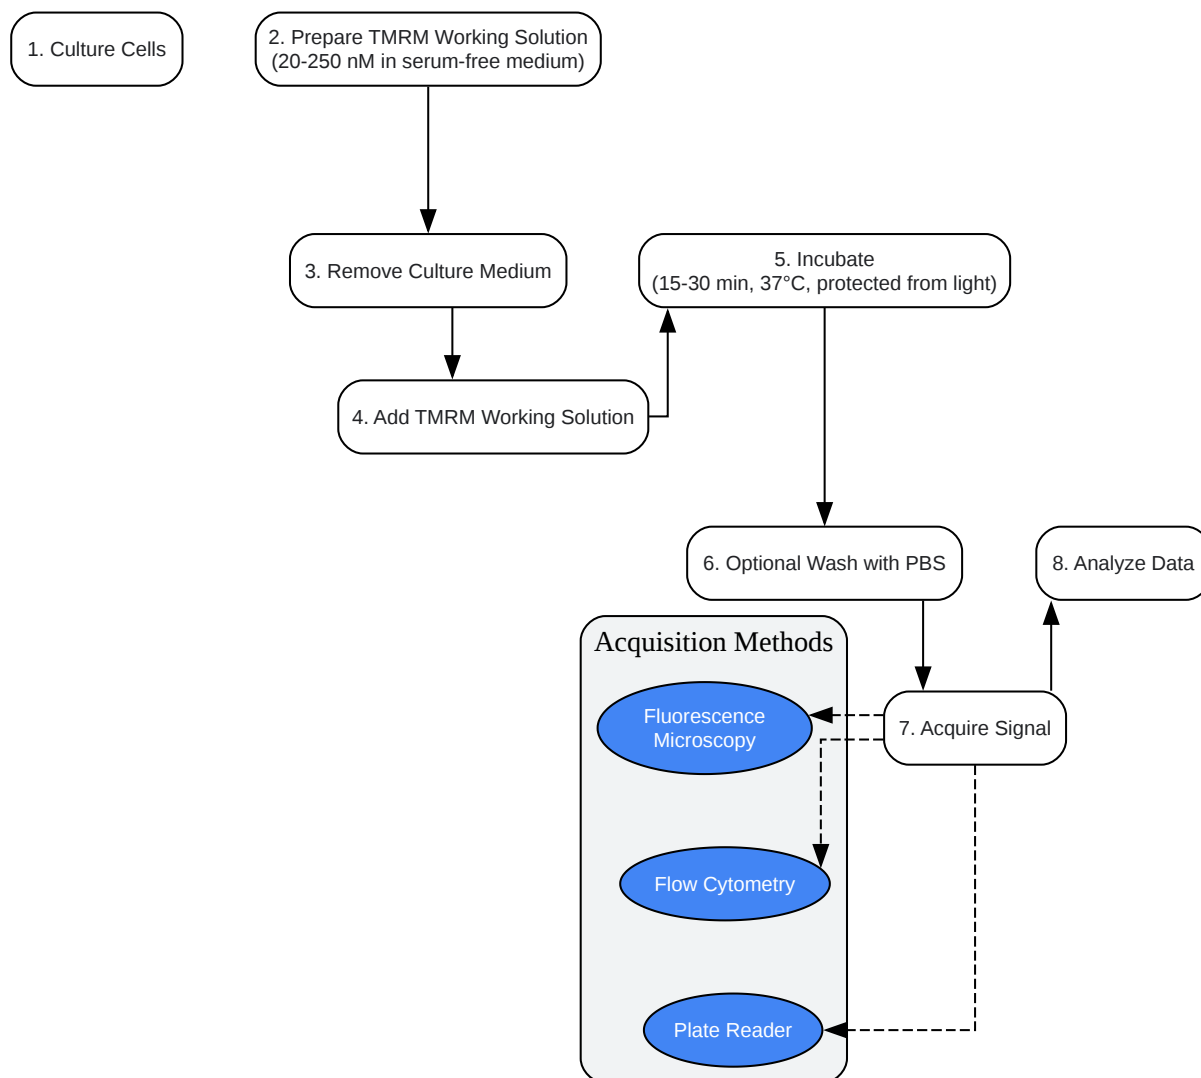 1. Culture Cells
2. Prepare TMRM Working Solution
(20-250 nM in serum-free medium)
3. Remove Culture Medium
4. Add TMRM Working Solution
5. Incubate
(15-30 min, 37°C, protected from light)
6. Optional Wash with PBS
7. Acquire Signal
8. Analyze Data
Acquisition Methods
Fluorescence
Microscopy
Flow Cytometry
Plate Reader